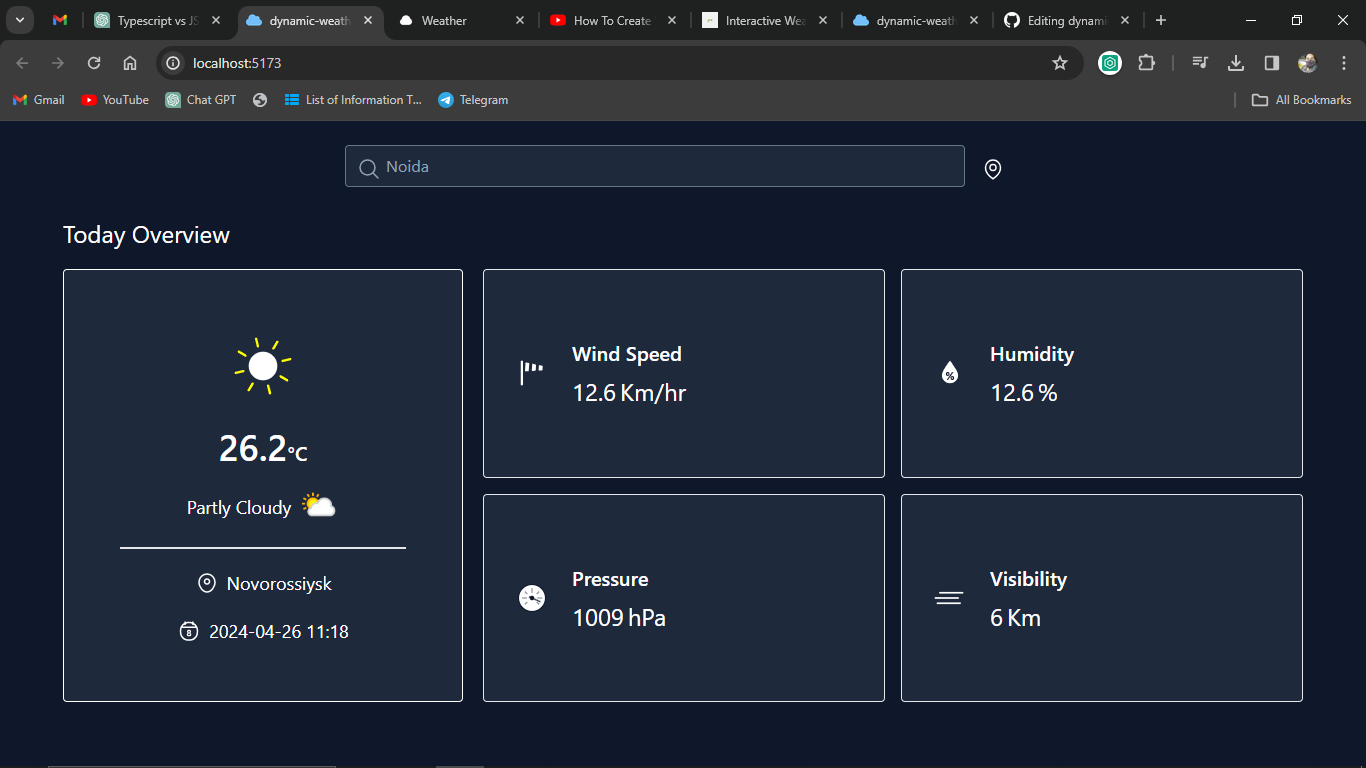 Typescript vs JS
dynamic-weath
Weather
How To Create
Interactive Wea
dynamic-weath
Editing dynami
localhost:5173
Gmail
YouTube
Chat GPT
List of Information T...
Telegram
All Bookmarks
Noida
Today Overview
26.2°C
Partly Cloudy
Novorossiysk
8
2024-04-26 11:18
Wind Speed
12.6 Km/hr
%
Humidity
12.6 %
Pressure
1009 hPa
Visibility
6 Km